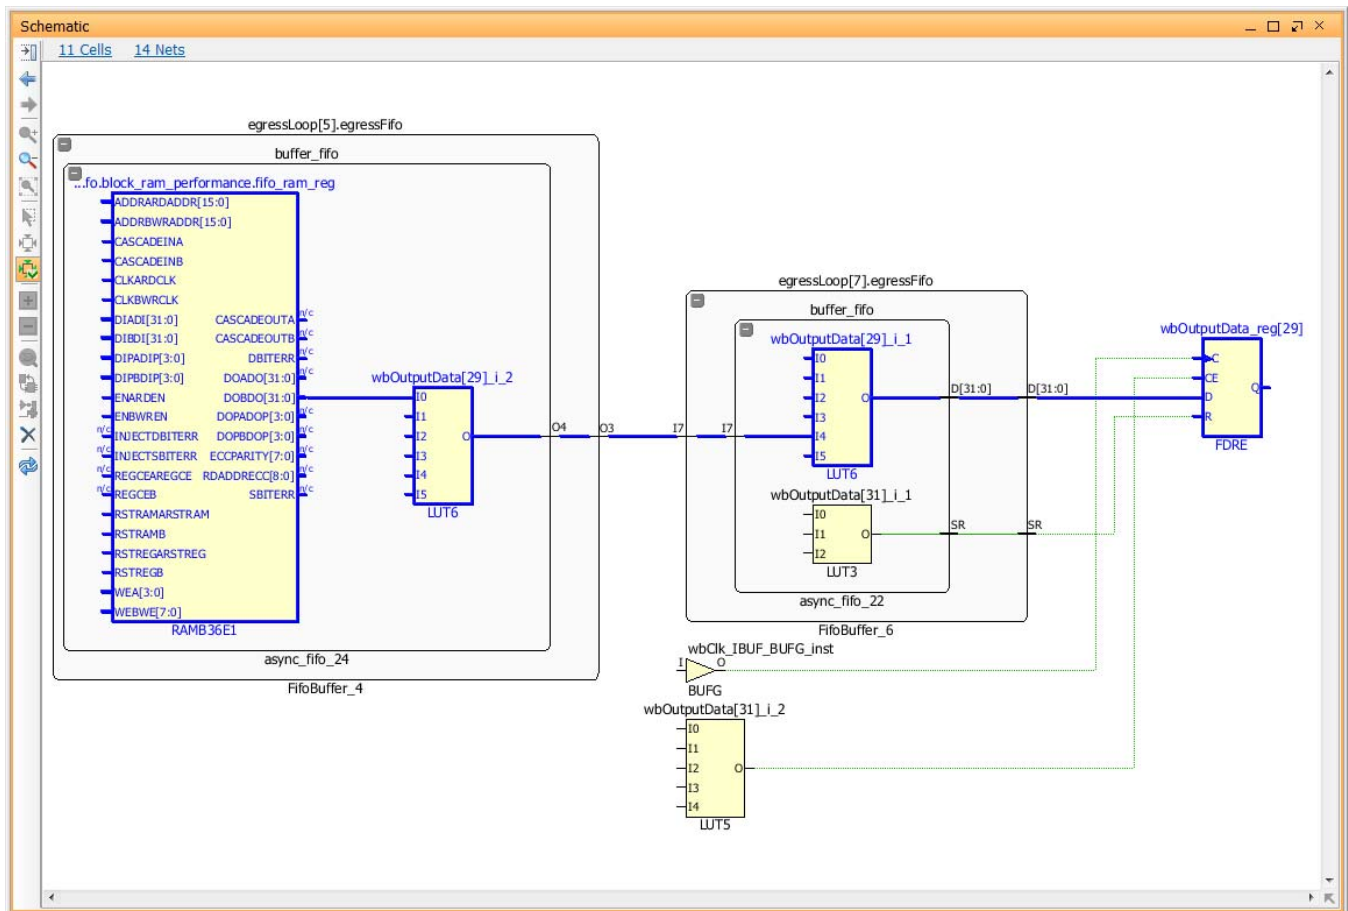 Schematic
11 Cells
14 Nets
egressLoop[5].egressFifo
buffer_fifo
...fo.block_ram_performance.fifo_ram_reg
ADDRARDADDR[15:0]
ADDRBWRADDR[15:0]
CASCADEINA
CASCADEINB
CLKARDCLK
CLKBWRCLK
DIADI[31:0]
CASCADEOUTA
n/c
DIBDI[31:0]
CASCADEOUTB
n/c
DIPADIP[3:0]
DBITERR
n/c
DIPBDIP[3:0]
DOADO[31:0]
n/c
ENARDEN
DOBDO[31:0]
ENBWREN
DOPADOP[3:0]
n/c
n/c
INJECTDBITERR
DOPBDOP[3:0]
n/c
n/c
INJECTSBITERR
ECCPARITY[7:0]
n/c
n/c
REGCEAREGCE
RDADDRECC[8:0]
n/c
n/c
REGCEB
SBITERR
n/c
RSTRAMARSTRAM
RSTRAMB
RSTREGARSTREG
RSTREGB
WEA[3:0]
WEBWE[7:0]
RAMB36E1
wbOutputData[29]_i_2
I0
I1
I2
O
I3
I4
I5
LUT6
O4
O3
async_fifo_24
FifoBuffer_4
egressLoop[7].egressFifo
buffer_fifo
I7
I7
wbOutputData[29]_i_1
I0
I1
I2
O
I3
I4
I5
LUT6
D[31:0]
D[31:0]
wbOutputData[31]_i_1
I0
I1
O
I2
LUT3
SR
SR
async_fifo_22
FifoBuffer_6
wbOutputData_reg[29]
C
CE
Q
D
R
FDRE
wbClk_IBUF_BUFG_inst
I
O
BUFG
wbOutputData[31]_i_2
I0
I1
I2
O
I3
I4
LUT5